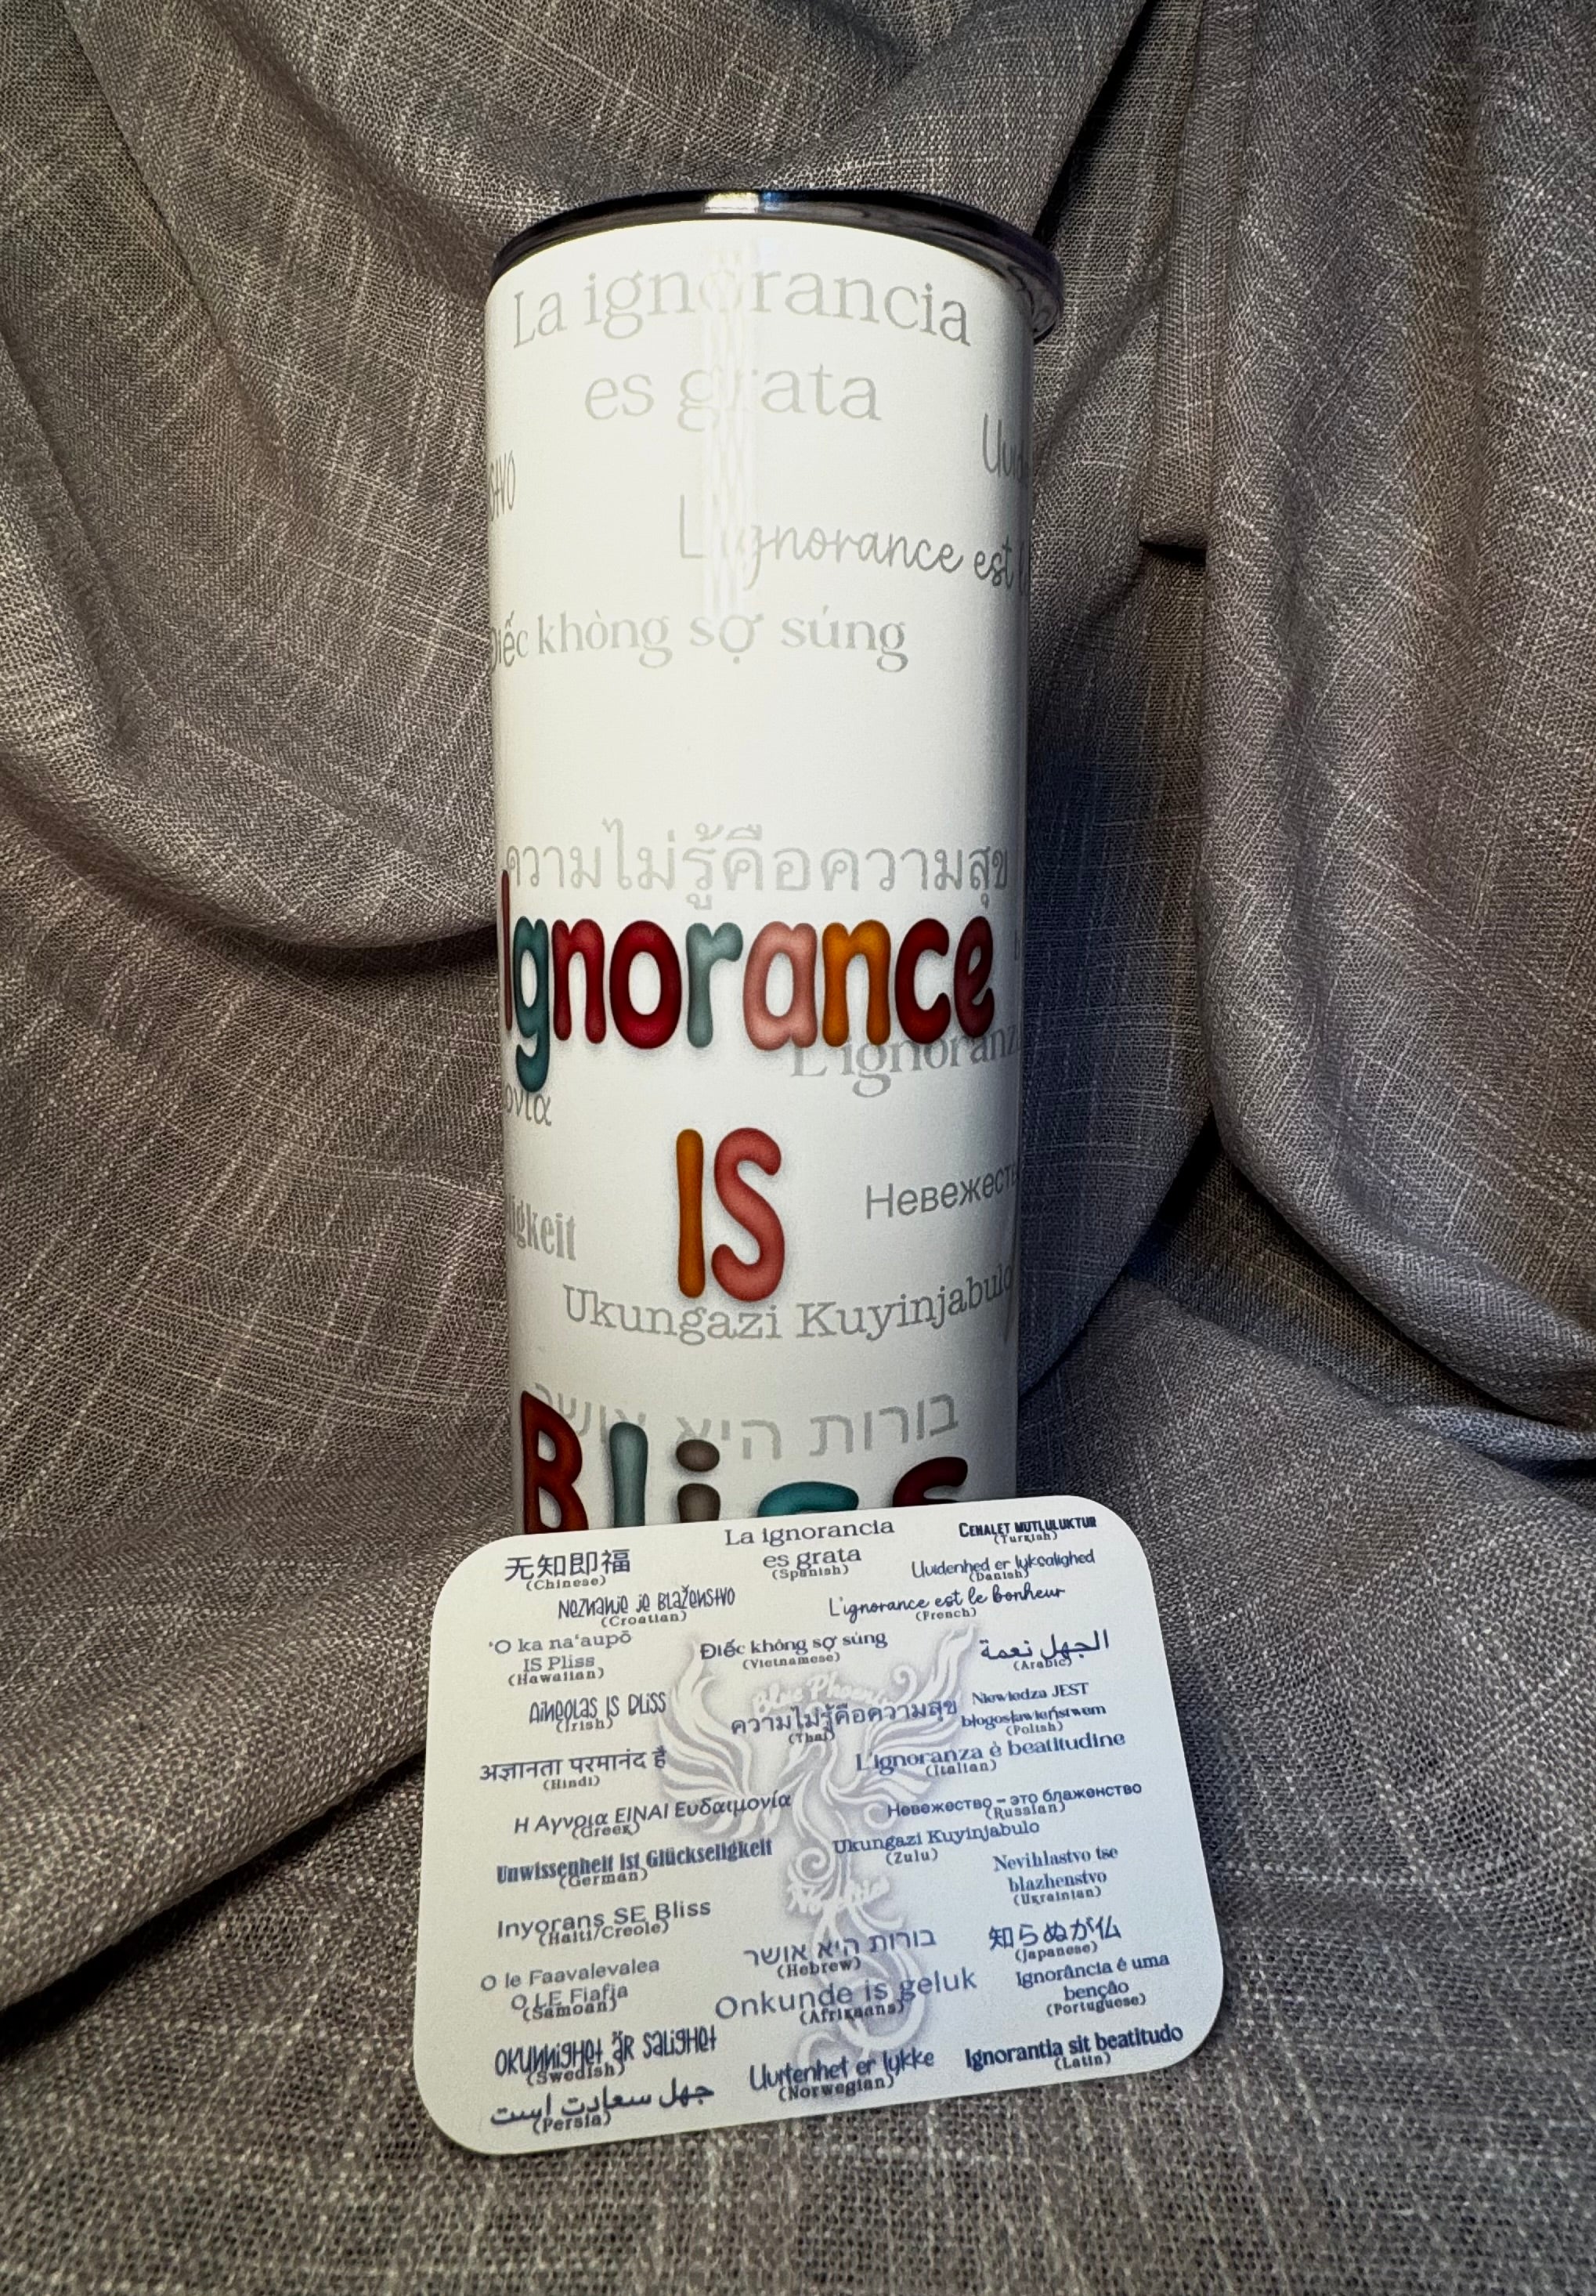 La ignorancia
es grata
L'ignorance est
Điếc không sợ súng
ความไม่รู้คือความสุข
Ignorance
L'ignoranz
IS
Невежест
Ukungazi Kuyinjabulo
בורות היא אושר
Bliss
无知即福
(Chinese)
La ignorancia
es grata
(Spanish)
CEHALET MUTLULUKTUR
(Turkish)
Uvidenhed er lyksalighed
(Danish)
Neznanje je Blaženstvo
(Croatian)
L'ignorance est le bonheur
(French)
ʻO ka naʻaupō
IS Pliss
(Hawaiian)
Điếc không sợ súng
(Vietnamese)
الجهل نعمة
(Arabic)
Aineolas IS Bliss
(Irish)
Blue Phoenix
ความไม่รู้คือความสุข
(Thai)
Niewiedza JEST
błogosławieństwem
(Polish)
अज्ञानता परमानंद है
(Hindi)
L'ignoranza è beatitudine
(Italian)
Η Αγνοια ΕΙΝΑΙ Ευδαιμονία
(Greek)
Невежество – это блаженство
(Russian)
Unwissenheit ist Glückseligkeit
(German)
Ukungazi Kuyinjabulo
(Zulu)
Nevihlastvo tse
blazhenstvo
(Ukrainian)
Inyorans SE Bliss
(Haiti/Creole)
בורות היא אושר
(Hebrew)
知らぬが仏
(Japanese)
O le Faavalevalea
O LE Fiafia
(Samoan)
Onkunde is geluk
(Afrikaans)
Ignorância é uma
benção
(Portuguese)
Okunnighet är salighet
(Swedish)
Uvitenhet er lykke
(Norwegian)
Ignorantia sit beatitudo
(Latin)
جهل سعادت است
(Persia)